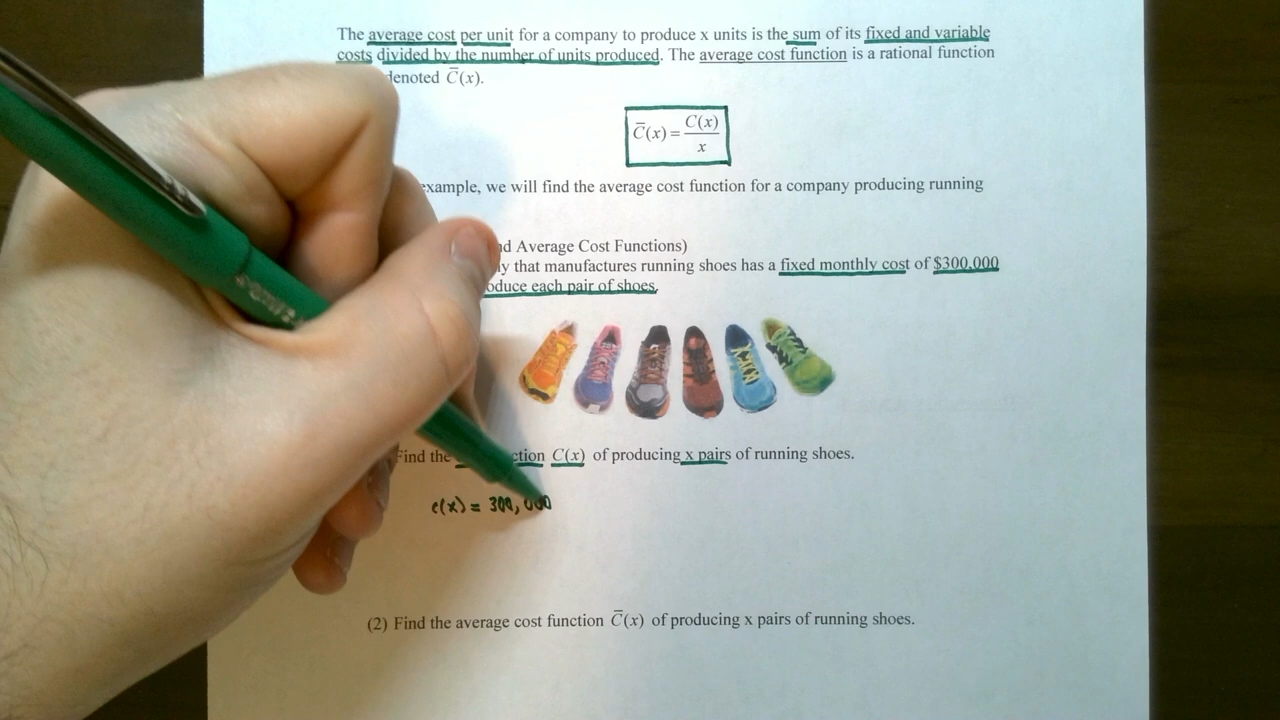 The average cost per unit for a company to produce x units is the sum of its fixed and variable
costs divided by the number of units produced. The average cost function is a rational function
denoted C̅(x).
C̅(x) = C(x)/x
example, we will find the average cost function for a company producing running
Average Cost Functions)
that manufactures running shoes has a fixed monthly cost of $300,000
each pair of shoes.
Find the C(x) of producing x pairs of running shoes.
C(x) = 300,000
(2) Find the average cost function C̅(x) of producing x pairs of running shoes.